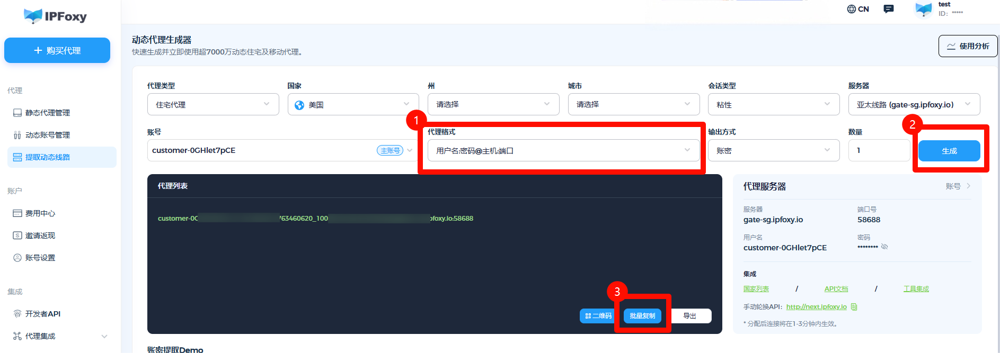 IPFoxy
CN
test
ID: *****
购买代理
动态代理生成器
快速生成并立即使用超7000万动态住宅及移动代理。
使用分析
代理
静态代理管理
动态账号管理
提取动态线路
账户
费用中心
邀请返现
账号设置
集成
开发者API
代理集成
代理类型
国家
州
城市
会话类型
服务器
住宅代理
美国
请选择
请选择
粘性
亚太线路 (gate-sg.ipfoxy.io)
1
2
账号
代理格式
输出方式
数量
customer-0GHlet7pCE
主账号
用户名:密码@主机:端口
账密
1
生成
代理列表
customer-0
763460620_100
ofoxy.io:58688
3
二维码
批量复制
导出
代理服务器
账号
服务器
端口号
gate-sg.ipfoxy.io
58688
用户名
密码
customer-0GHlet7pCE
********
集成
国家列表 / API文档 / 工具集成
手动轮换API: http://next.ipfoxy.io
* 分配后连接将在1-3分钟内生效。
账密提取Demo